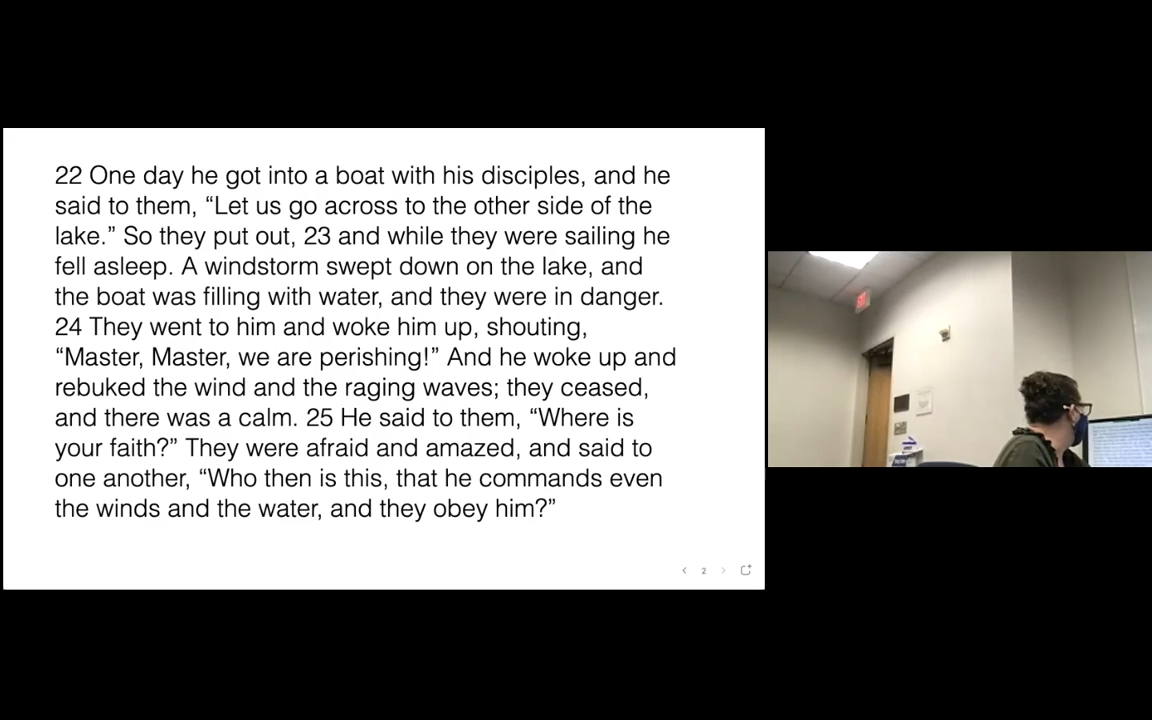 22 One day he got into a boat with his disciples, and he
said to them, “Let us go across to the other side of the
lake.” So they put out, 23 and while they were sailing he
fell asleep. A windstorm swept down on the lake, and
the boat was filling with water, and they were in danger.
24 They went to him and woke him up, shouting,
“Master, Master, we are perishing!” And he woke up and
rebuked the wind and the raging waves; they ceased,
and there was a calm. 25 He said to them, “Where is
your faith?” They were afraid and amazed, and said to
one another, “Who then is this, that he commands even
the winds and the water, and they obey him?”
2